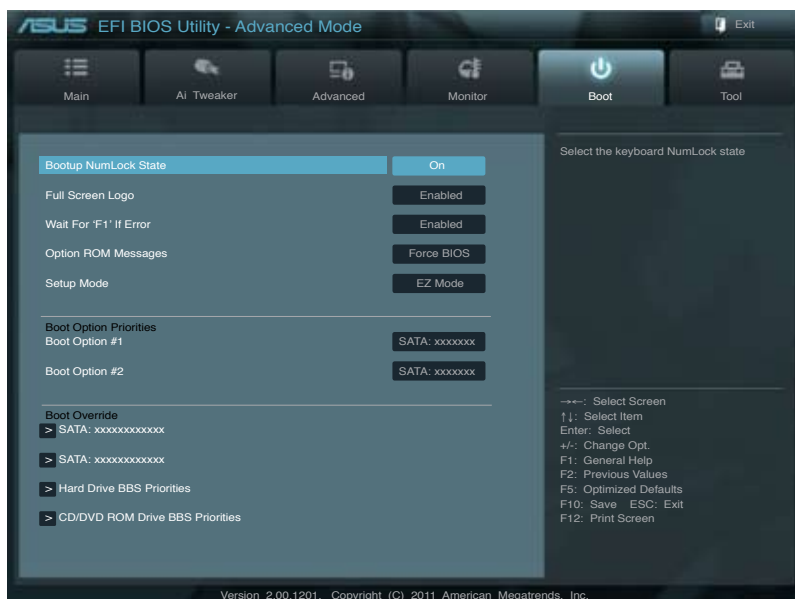 ASUS EFI BIOS Utility - Advanced Mode
Exit
Main
Ai Tweaker
Advanced
Monitor
Boot
Tool
Bootup NumLock State On
Full Screen Logo Enabled
Wait For ‘F1’ If Error Enabled
Option ROM Messages Force BIOS
Setup Mode EZ Mode
Boot Option Priorities
Boot Option #1 SATA: xxxxxxx
Boot Option #2 SATA: xxxxxxx
Boot Override
> SATA: xxxxxxxxxxxx
> SATA: xxxxxxxxxxxx
> Hard Drive BBS Priorities
> CD/DVD ROM Drive BBS Priorities
Select the keyboard NumLock state
→←: Select Screen
↑↓: Select Item
Enter: Select
+/-: Change Opt.
F1: General Help
F2: Previous Values
F5: Optimized Defaults
F10: Save ESC: Exit
F12: Print Screen
Version 2.00.1201. Copyright (C) 2011 American Megatrends, Inc.